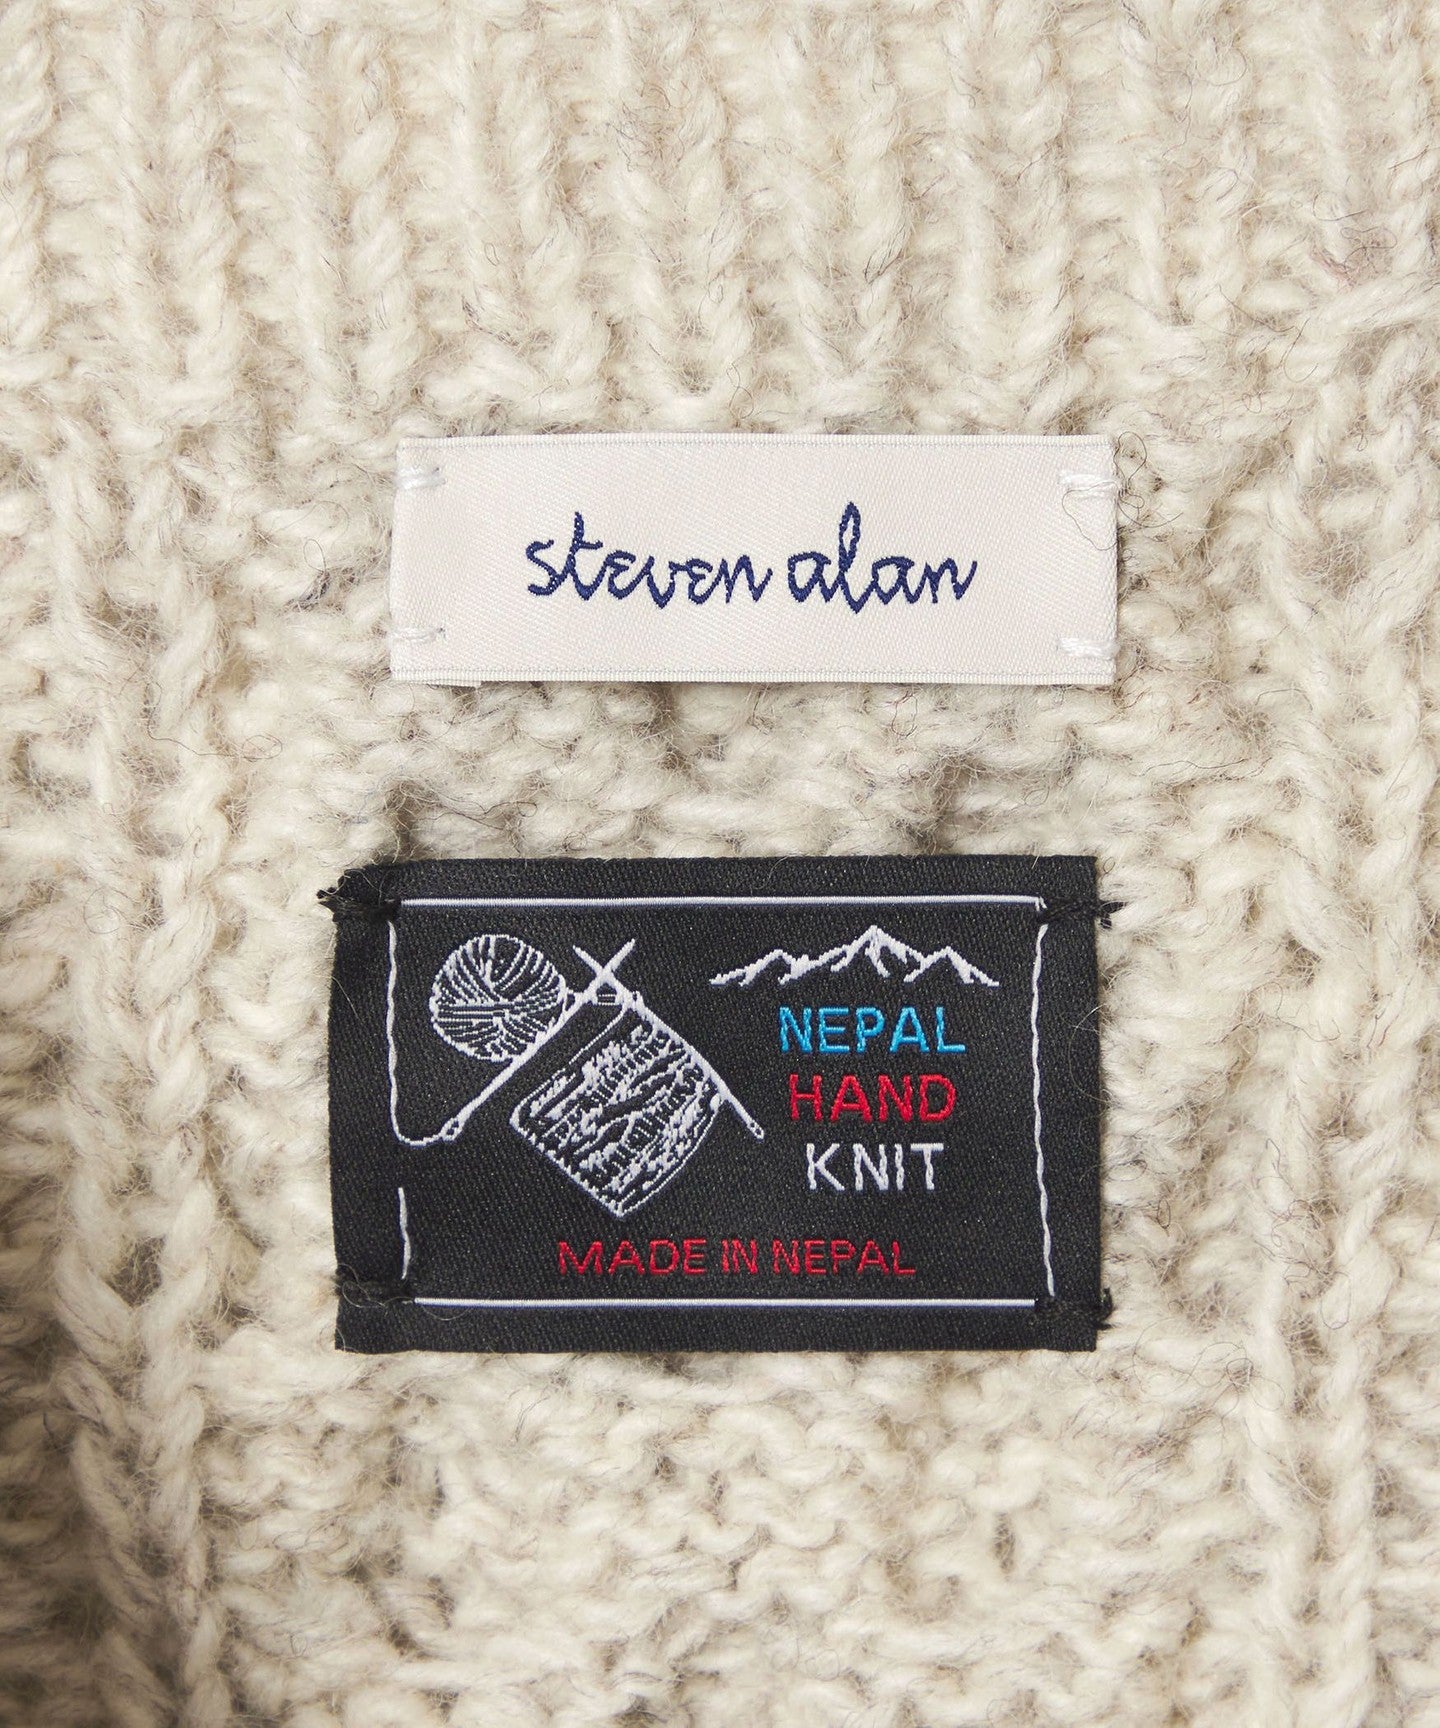 steven alan
NEPAL
HAND
KNIT
MADE IN NEPAL